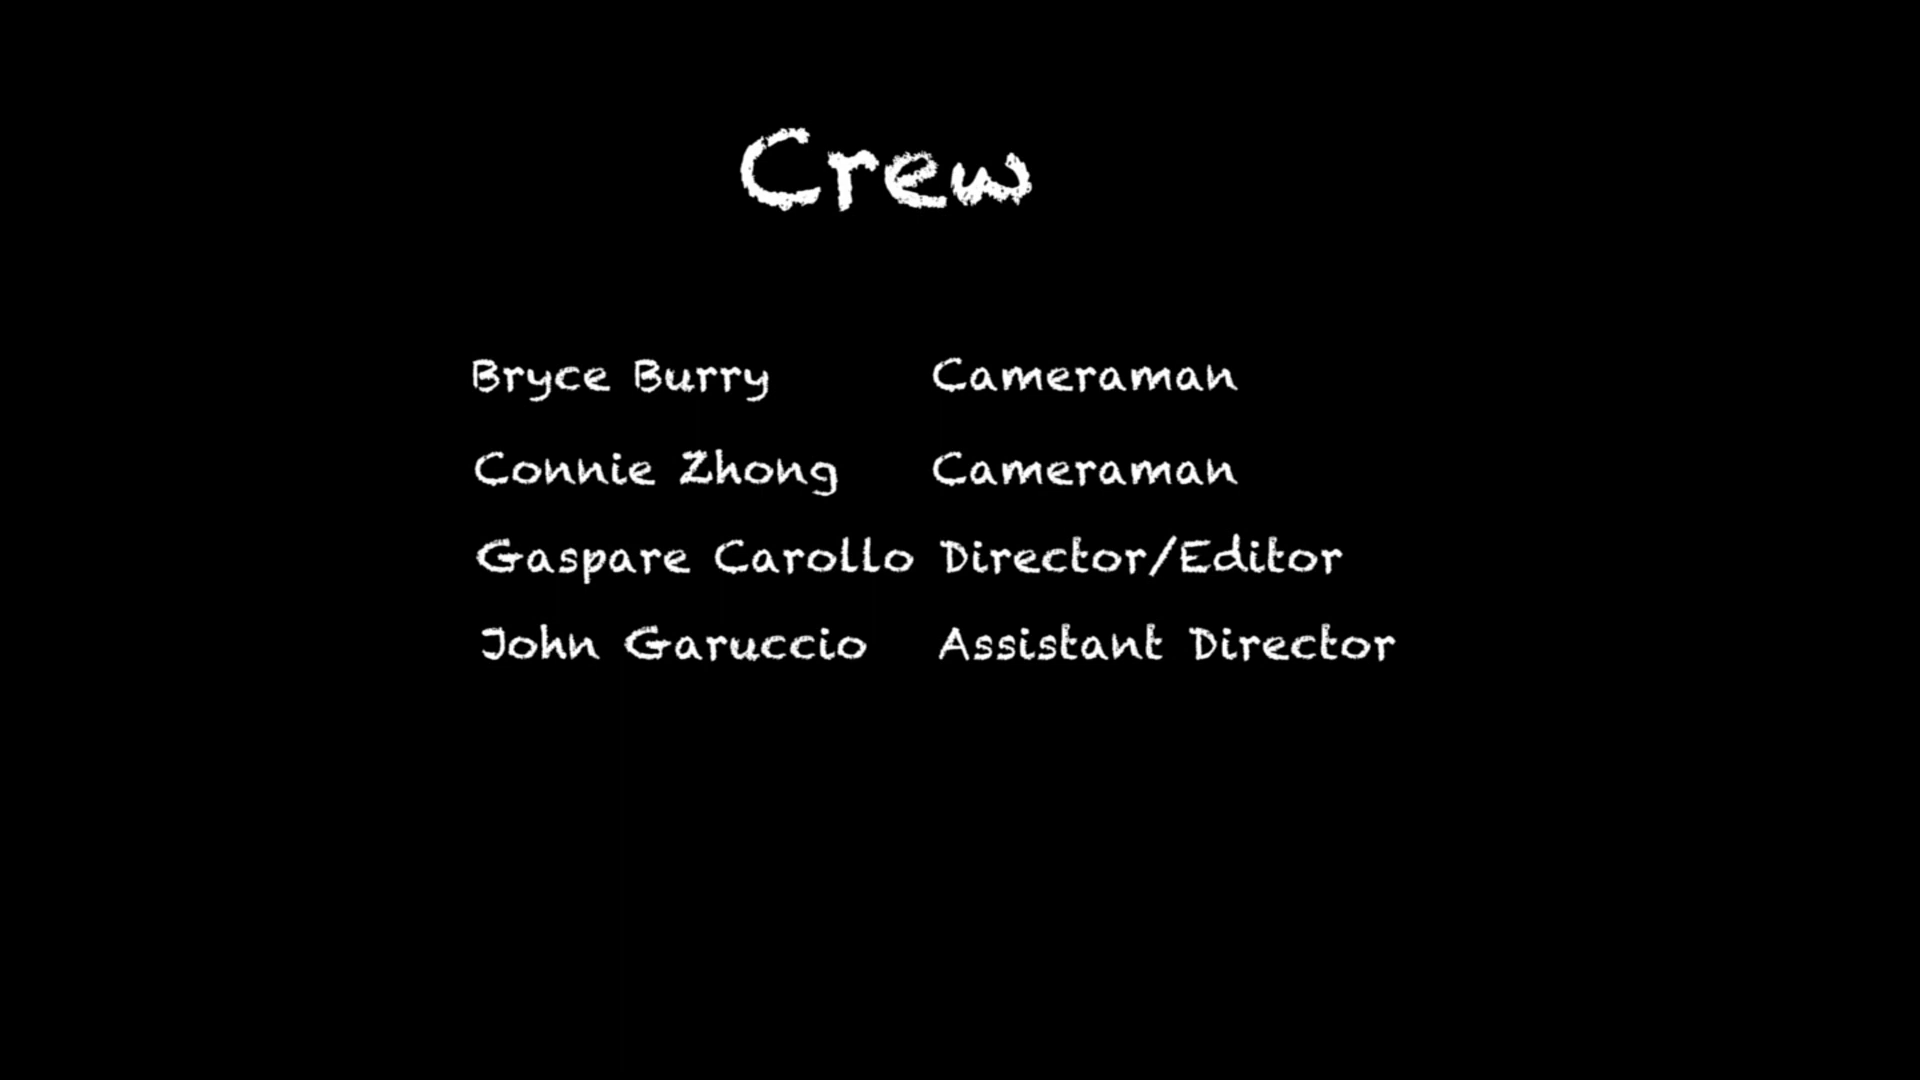 Crew
Bryce Burry Cameraman
Connie Zhong Cameraman
Gaspare Carollo Director/Editor
John Garuccio Assistant Director